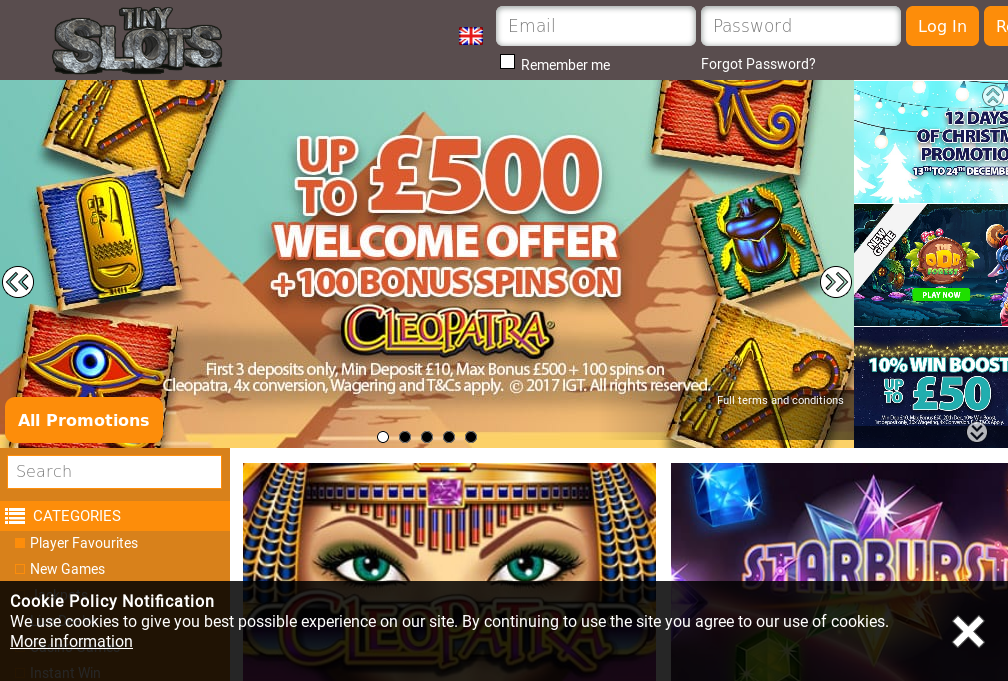 TINY
SLOTS
Email
Password
Log In
Remember me
Forgot Password?
UP
TO £500
WELCOME OFFER
+ 100 BONUS SPINS ON
CLEOPATRA
First 3 deposits only, Min Deposit £10, Max Bonus £500 + 100 spins on
Cleopatra, 4x conversion, Wagering and T&Cs apply. © 2017 IGT. All rights reserved.
Full terms and conditions
All Promotions
12 DAYS
OF CHRISTM
PROMOTIO
13TH TO 24TH DECEMBE
NEW
GAME
THE
ODD
FOREST
PLAY NOW
10% WIN BOOST
UP
TO £50
Search
CATEGORIES
Player Favourites
New Games
CLEOPATRA
STARBURST
Cookie Policy Notification
We use cookies to give you best possible experience on our site. By continuing to use the site you agree to our use of cookies.
More information
Instant Win